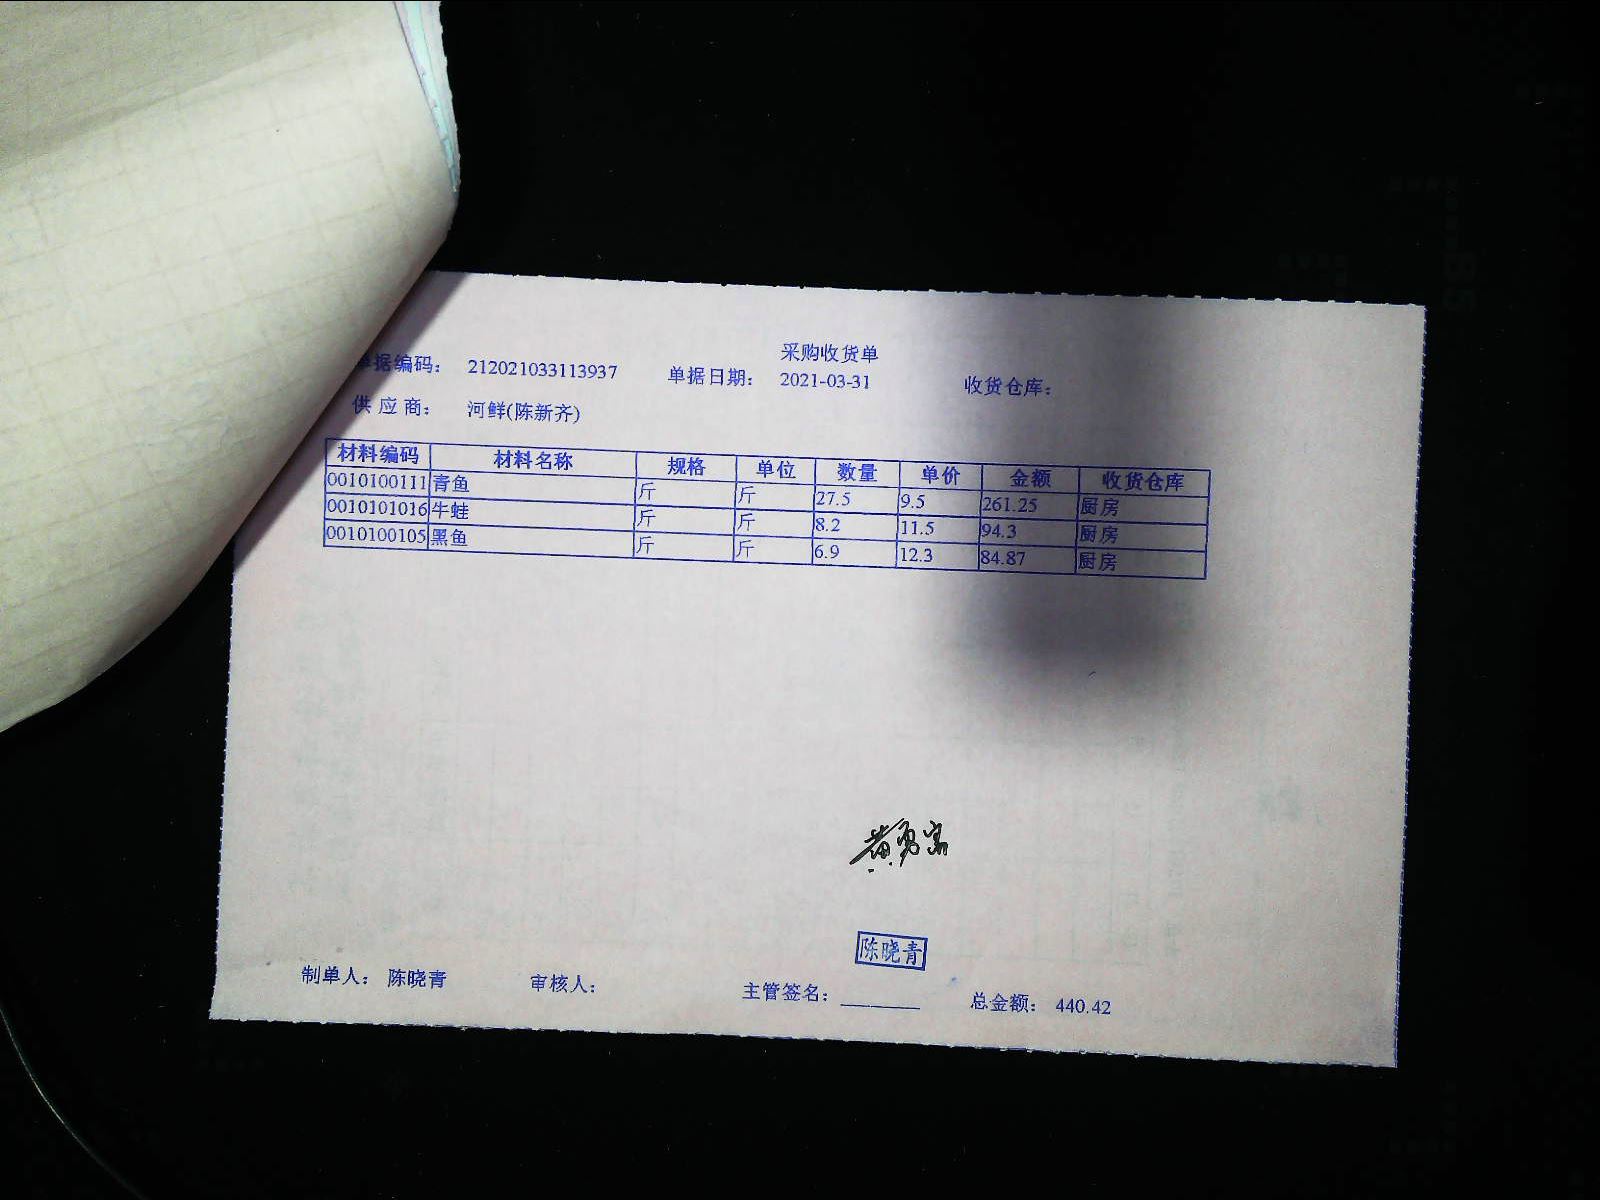 采购收货单
单据编码： 212021033113937 单据日期： 2021-03-31 收货仓库：
供应商： 河鲜(陈新齐)
材料编码 材料名称 规格 单位 数量 单价 金额 收货仓库
0010100111 青鱼 斤 斤 27.5 9.5 261.25 厨房
0010101016 牛蛙 斤 斤 8.2 11.5 94.3 厨房
0010100105 黑鱼 斤 斤 6.9 12.3 84.87 厨房
陈晓青
制单人： 陈晓青 审核人： 主管签名： ________ 总金额： 440.42